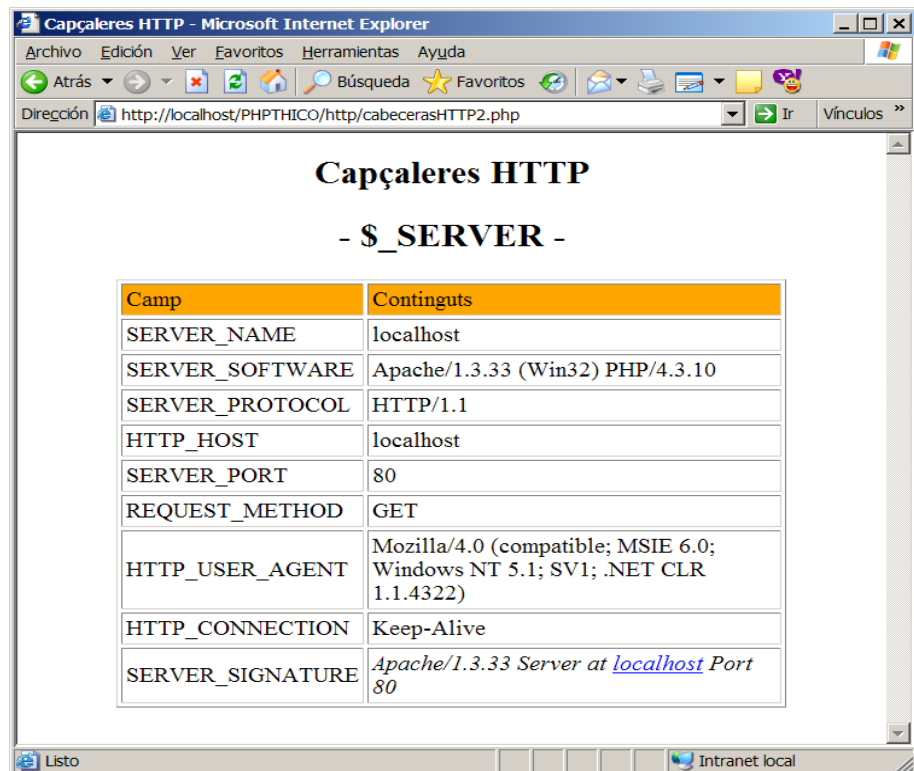 Capçaleres HTTP - Microsoft Internet Explorer
Archivo Edición Ver Favoritos Herramientas Ayuda
Atrás Búsqueda Favoritos
Dirección http://localhost/PHPTHICO/http/cabecerasHTTP2.php Ir Vínculos »
Capçaleres HTTP
- $_SERVER -
Camp Continguts
SERVER_NAME localhost
SERVER_SOFTWARE Apache/1.3.33 (Win32) PHP/4.3.10
SERVER_PROTOCOL HTTP/1.1
HTTP_HOST localhost
SERVER_PORT 80
REQUEST_METHOD GET
HTTP_USER_AGENT Mozilla/4.0 (compatible; MSIE 6.0;
Windows NT 5.1; SV1; .NET CLR
1.1.4322)
HTTP_CONNECTION Keep-Alive
SERVER_SIGNATURE Apache/1.3.33 Server at localhost Port
80
Listo Intranet local